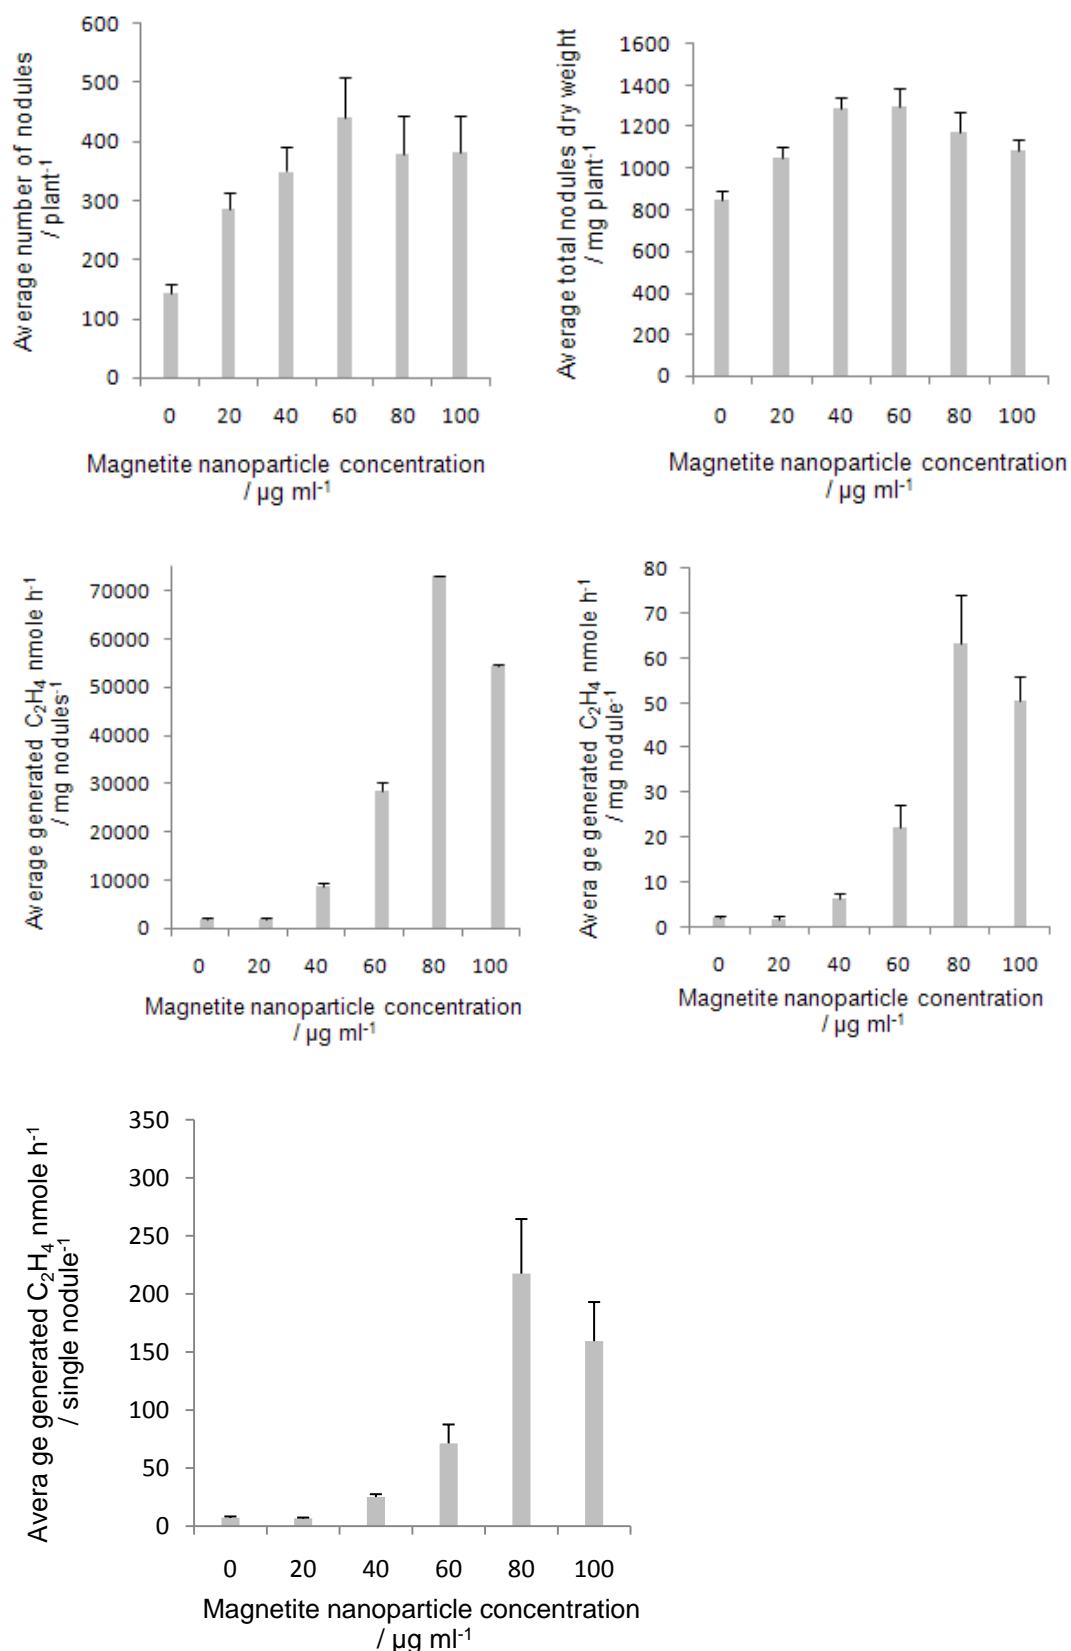 Average number of nodules
/ plant-1
600
500
400
300
200
100
0
0 20 40 60 80 100
Magnetite nanoparticle concentration
/ µg ml-1
Average total nodules dry weight
/ mg plant-1
1600
1400
1200
1000
800
600
400
200
0
0 20 40 60 80 100
Magnetite nanoparticle concentration
/ µg ml-1
Average generated C2H4 nmole h-1
/ mg nodules-1
70000
60000
50000
40000
30000
20000
10000
0
0 20 40 60 80 100
Magnetite nanoparticle concentration
/ µg ml-1
Avera ge generated C2H4 nmole h-1
/ mg nodule-1
80
70
60
50
40
30
20
10
0
0 20 40 60 80 100
Magnetite nanoparticle conentration
/ µg ml-1
Avera ge generated C2H4 nmole h-1
/ single nodule-1
350
300
250
200
150
100
50
0
0 20 40 60 80 100
Magnetite nanoparticle concentration
/ µg ml-1